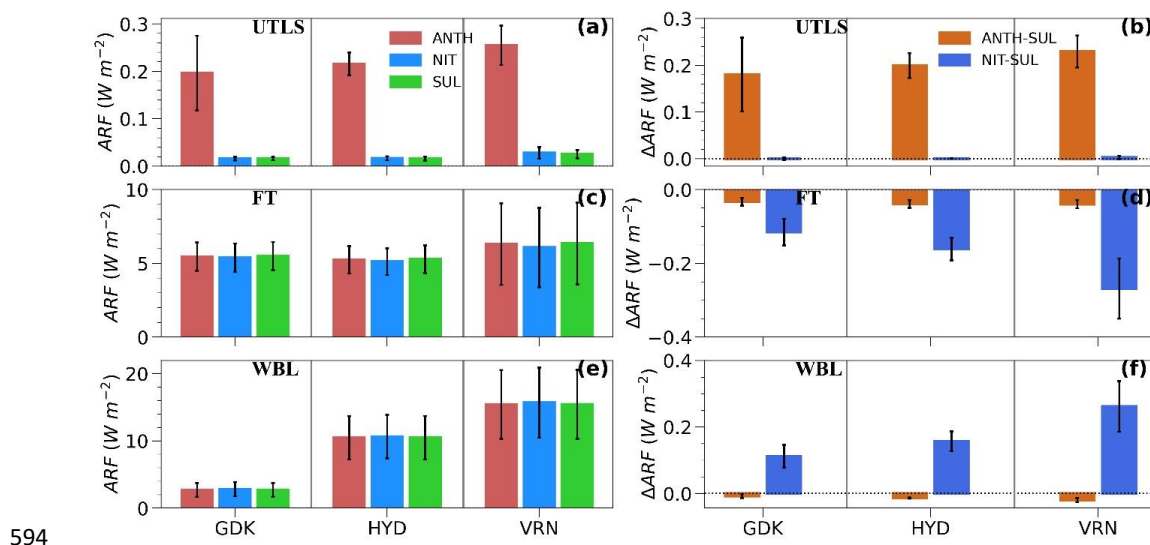 UTLS (a)
ANTH
NIT
SUL
ARF (W m⁻²)
0.3
0.2
0.1
0.0
UTLS (b)
ANTH-SUL
NIT-SUL
ΔARF (W m⁻²)
0.3
0.2
0.1
0.0
FT (c)
ARF (W m⁻²)
10
5
0
FT (d)
ΔARF (W m⁻²)
0.0
−0.2
−0.4
WBL (e)
ARF (W m⁻²)
20
10
0
GDK HYD VRN
WBL (f)
ΔARF (W m⁻²)
0.4
0.2
0.0
GDK HYD VRN
594